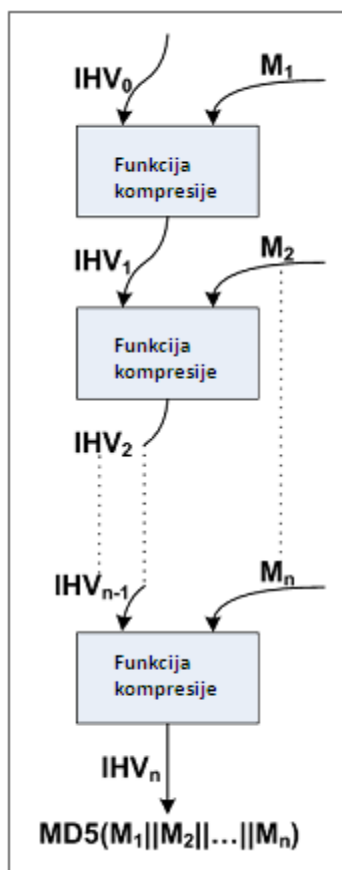 IHV₀
M₁
Funkcija
kompresije
IHV₁
M₂
Funkcija
kompresije
IHV₂
IHVₙ₋₁
Mₙ
Funkcija
kompresije
IHVₙ
MD5(M₁||M₂||...||Mₙ)